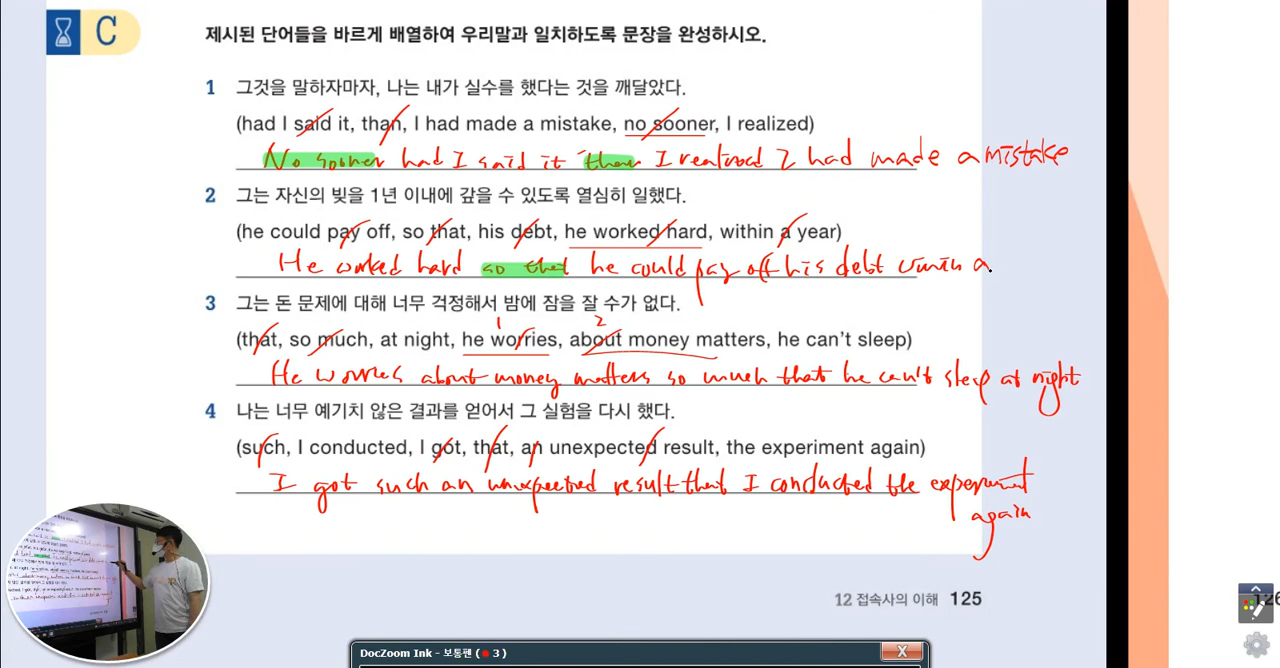 C 제시된 단어들을 바르게 배열하여 우리말과 일치하도록 문장을 완성하시오.
1 그것을 말하자마자, 나는 내가 실수를 했다는 것을 깨달았다.
(had I said it, than, I had made a mistake, no sooner, I realized)
No sooner had I said it than I realized I had made a mistake
2 그는 자신의 빚을 1년 이내에 갚을 수 있도록 열심히 일했다.
(he could pay off, so that, his debt, he worked hard, within a year)
He worked hard so that he could pay off his debt within a
3 그는 돈 문제에 대해 너무 걱정해서 밤에 잠을 잘 수가 없다.
1 2
(that, so much, at night, he worries, about money matters, he can't sleep)
He worries about money matters so much that he can't sleep at night
4 나는 너무 예기치 않은 결과를 얻어서 그 실험을 다시 했다.
(such, I conducted, I got, that, an unexpected result, the experiment again)
I got such an unexpected result that I conducted the experiment
again
12 접속사의 이해 125
126
DocZoom Ink - 보통펜 ( 3 ) X